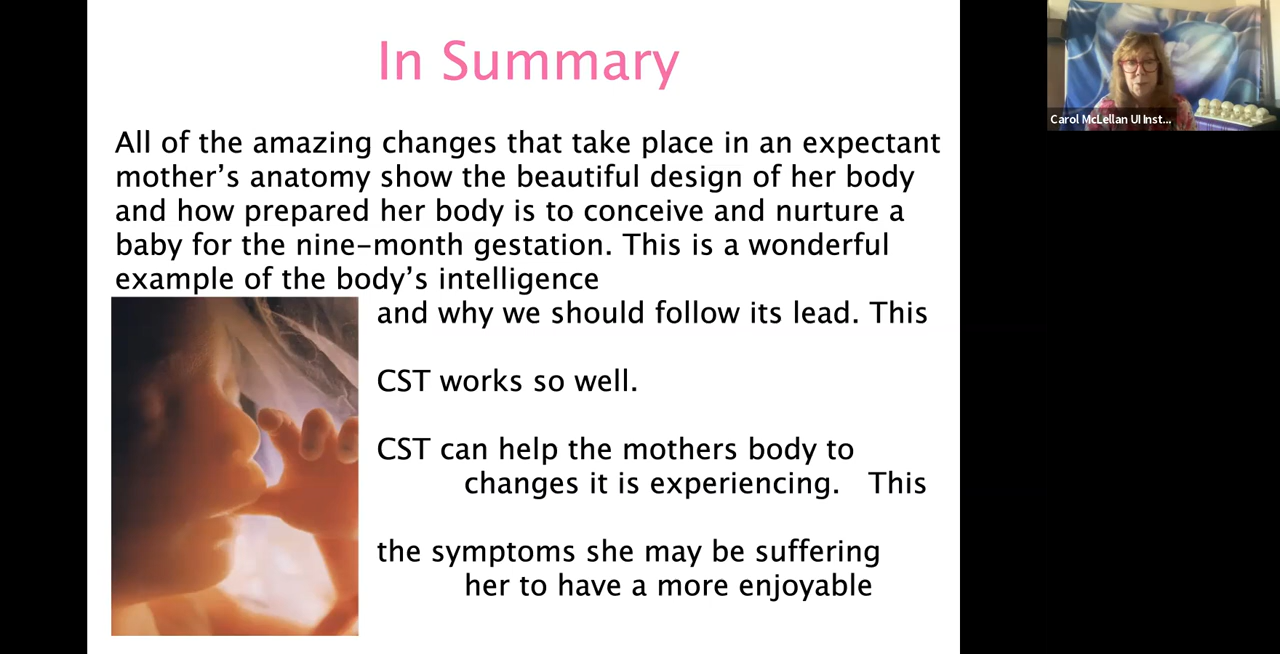 In Summary
All of the amazing changes that take place in an expectant
mother’s anatomy show the beautiful design of her body
and how prepared her body is to conceive and nurture a
baby for the nine-month gestation. This is a wonderful
example of the body’s intelligence
and why we should follow its lead. This
CST works so well.
CST can help the mothers body to
changes it is experiencing. This
the symptoms she may be suffering
her to have a more enjoyable
Carol McLellan UI Inst...